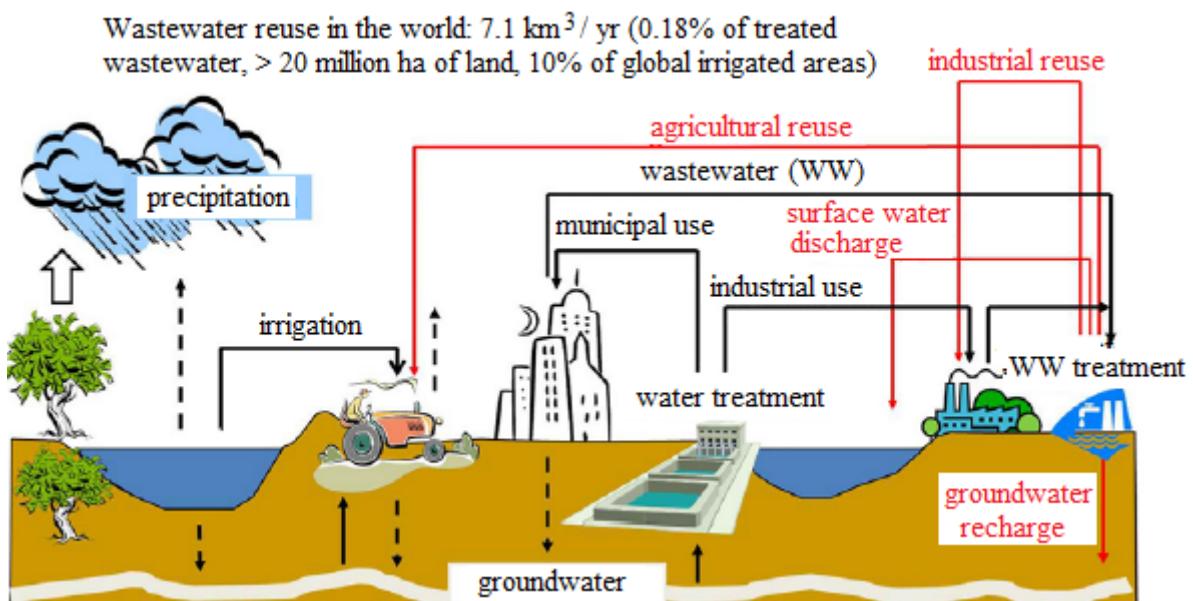 Wastewater reuse in the world: 7.1 km³ / yr (0.18% of treated
wastewater, > 20 million ha of land, 10% of global irrigated areas)
industrial reuse
agricultural reuse
wastewater (WW)
precipitation
municipal use
surface water
discharge
industrial use
irrigation
WW treatment
water treatment
groundwater
recharge
groundwater